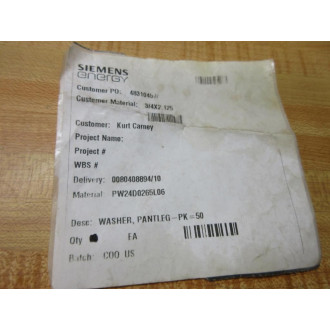 SIEMENS
energy
Customer PO:
Customer Material: 3/4X2.125
Customer: Kurt Carney
Project Name:
Project #
WBS #
Delivery: 0080408894/10
Material: PW24D0265L06
Desc: WASHER, PANTLEG-PK=50
Qty EA
Batch: COO US